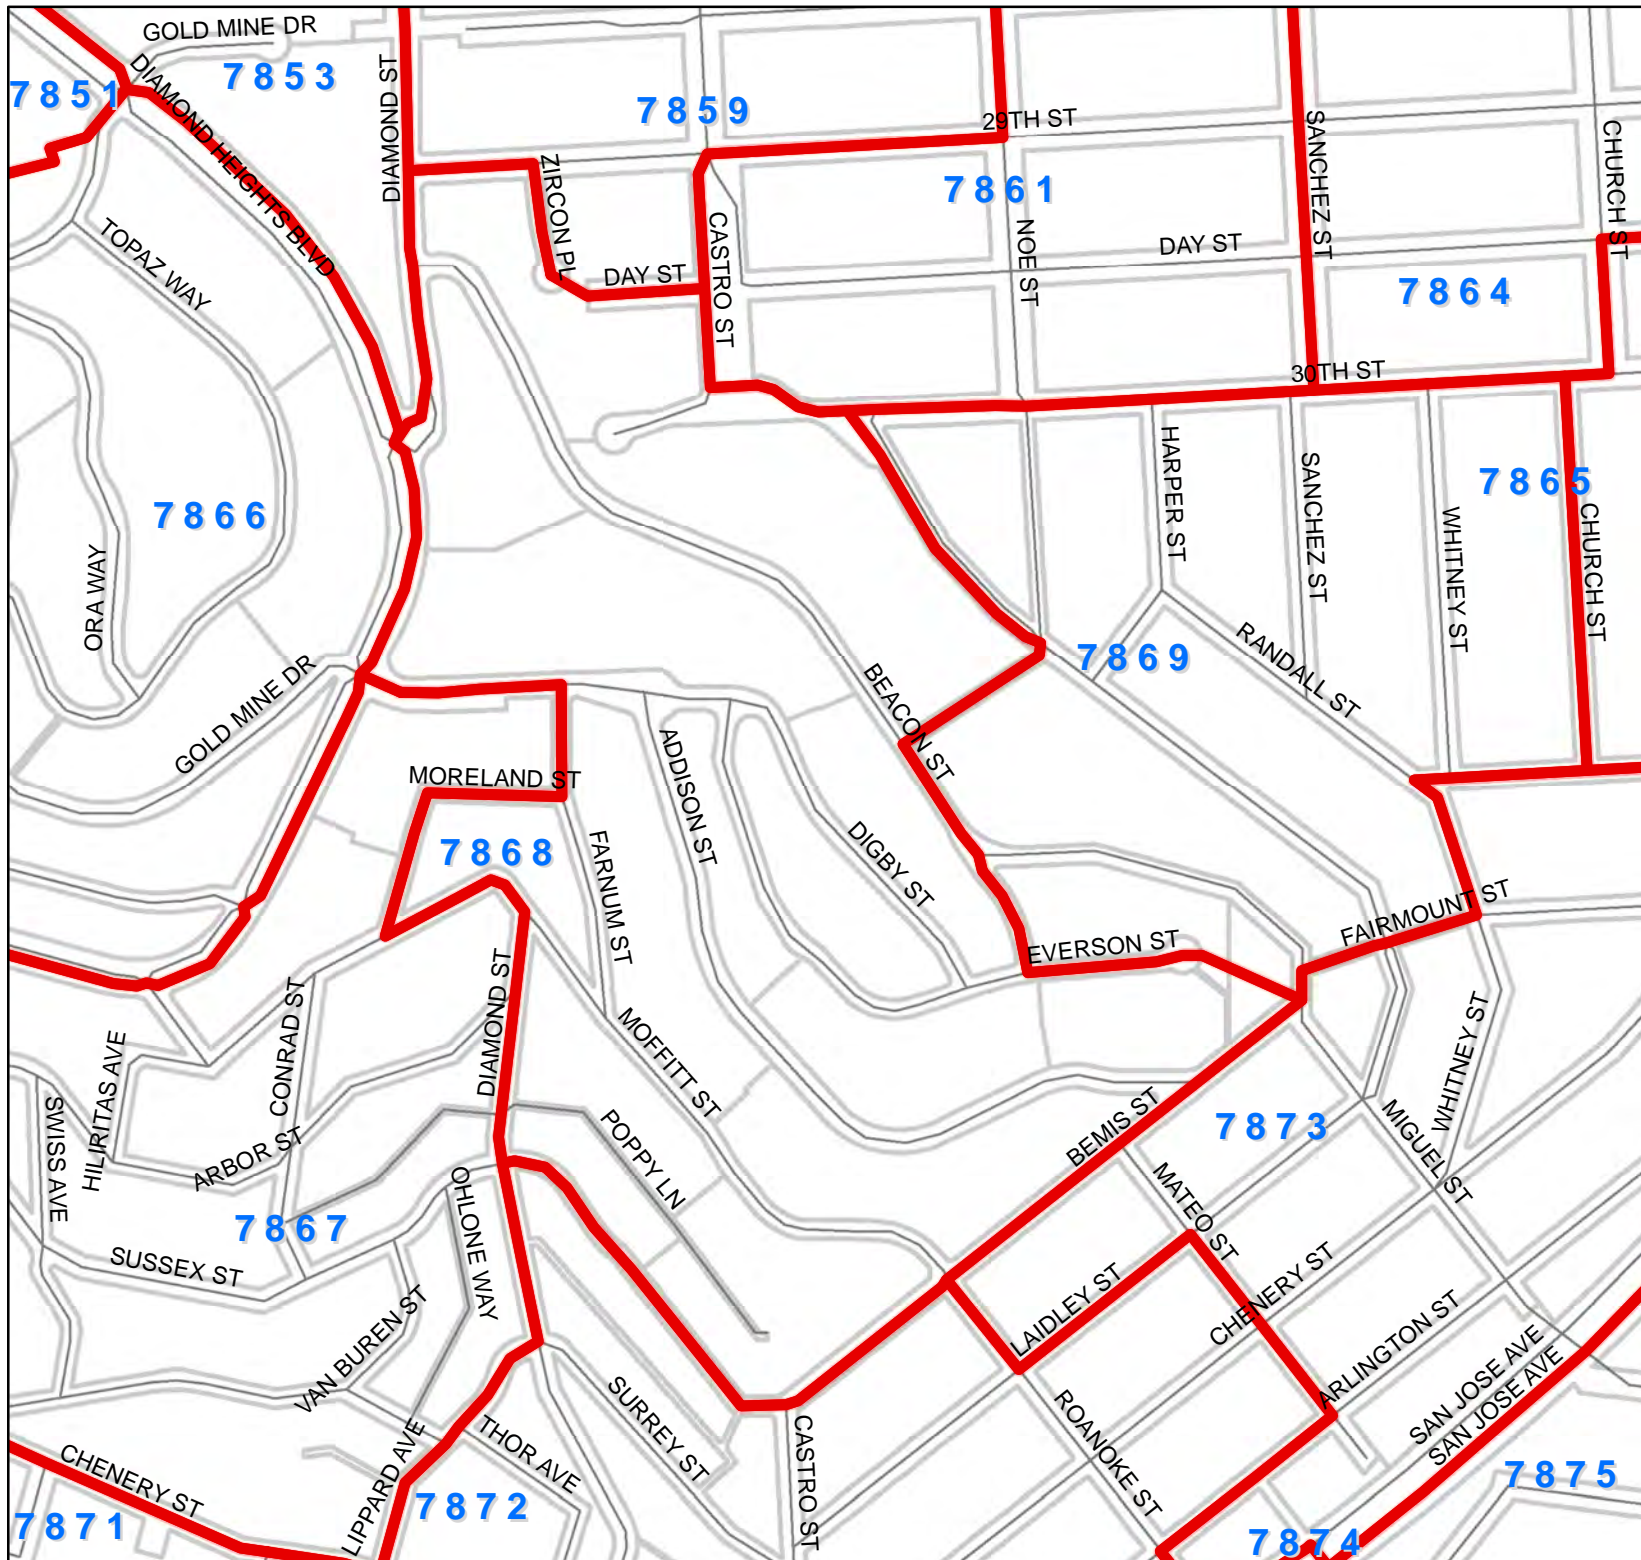 GOLD MINE DR
7853
7851
DIAMOND HEIGHTS BLVD
DIAMOND ST
7859
29TH ST
SANCHEZ ST
CHURCH ST
ZIRCON PL
7861
CASTRO ST
NOE ST
DAY ST
DAY ST
TOPAZ WAY
7864
30TH ST
HARPER ST
SANCHEZ ST
7865
WHITNEY ST
CHURCH ST
7866
ORA WAY
RANDALL ST
7869
GOLD MINE DR
BEACON ST
ADDISON ST
MORELAND ST
7868
FARNUM ST
DIGBY ST
FAIRMOUNT ST
EVERSON ST
DIAMOND ST
CONRAD ST
WHITNEY ST
MOFFITT ST
HILIRITAS AVE
SWISS AVE
ARBOR ST
POPPY LN
BEMIS ST
7873
MIGUEL ST
MATEO ST
OHLONE WAY
7867
SUSSEX ST
VAN BUREN ST
LAIDLEY ST
CHENERY ST
ARLINGTON ST
SAN JOSE AVE
SAN JOSE AVE
SURREY ST
ROANOKE ST
CASTRO ST
THOR AVE
LIPPARD AVE
CHENERY ST
7875
7872
7871
7874